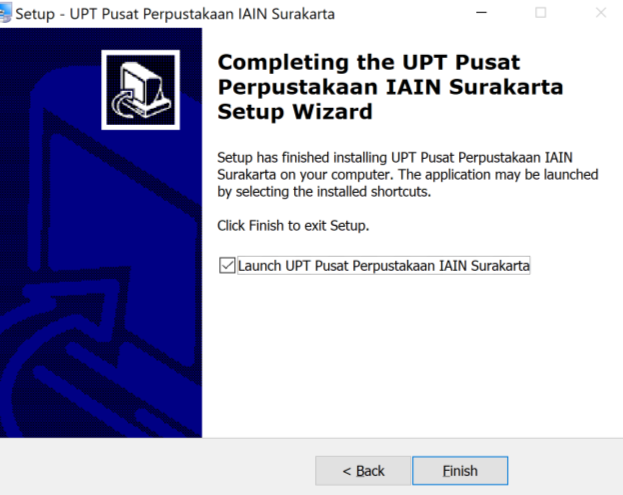 Setup - UPT Pusat Perpustakaan IAIN Surakarta
Completing the UPT Pusat
Perpustakaan IAIN Surakarta
Setup Wizard
Setup has finished installing UPT Pusat Perpustakaan IAIN
Surakarta on your computer. The application may be launched
by selecting the installed shortcuts.
Click Finish to exit Setup.
Launch UPT Pusat Perpustakaan IAIN Surakarta
< Back
Finish